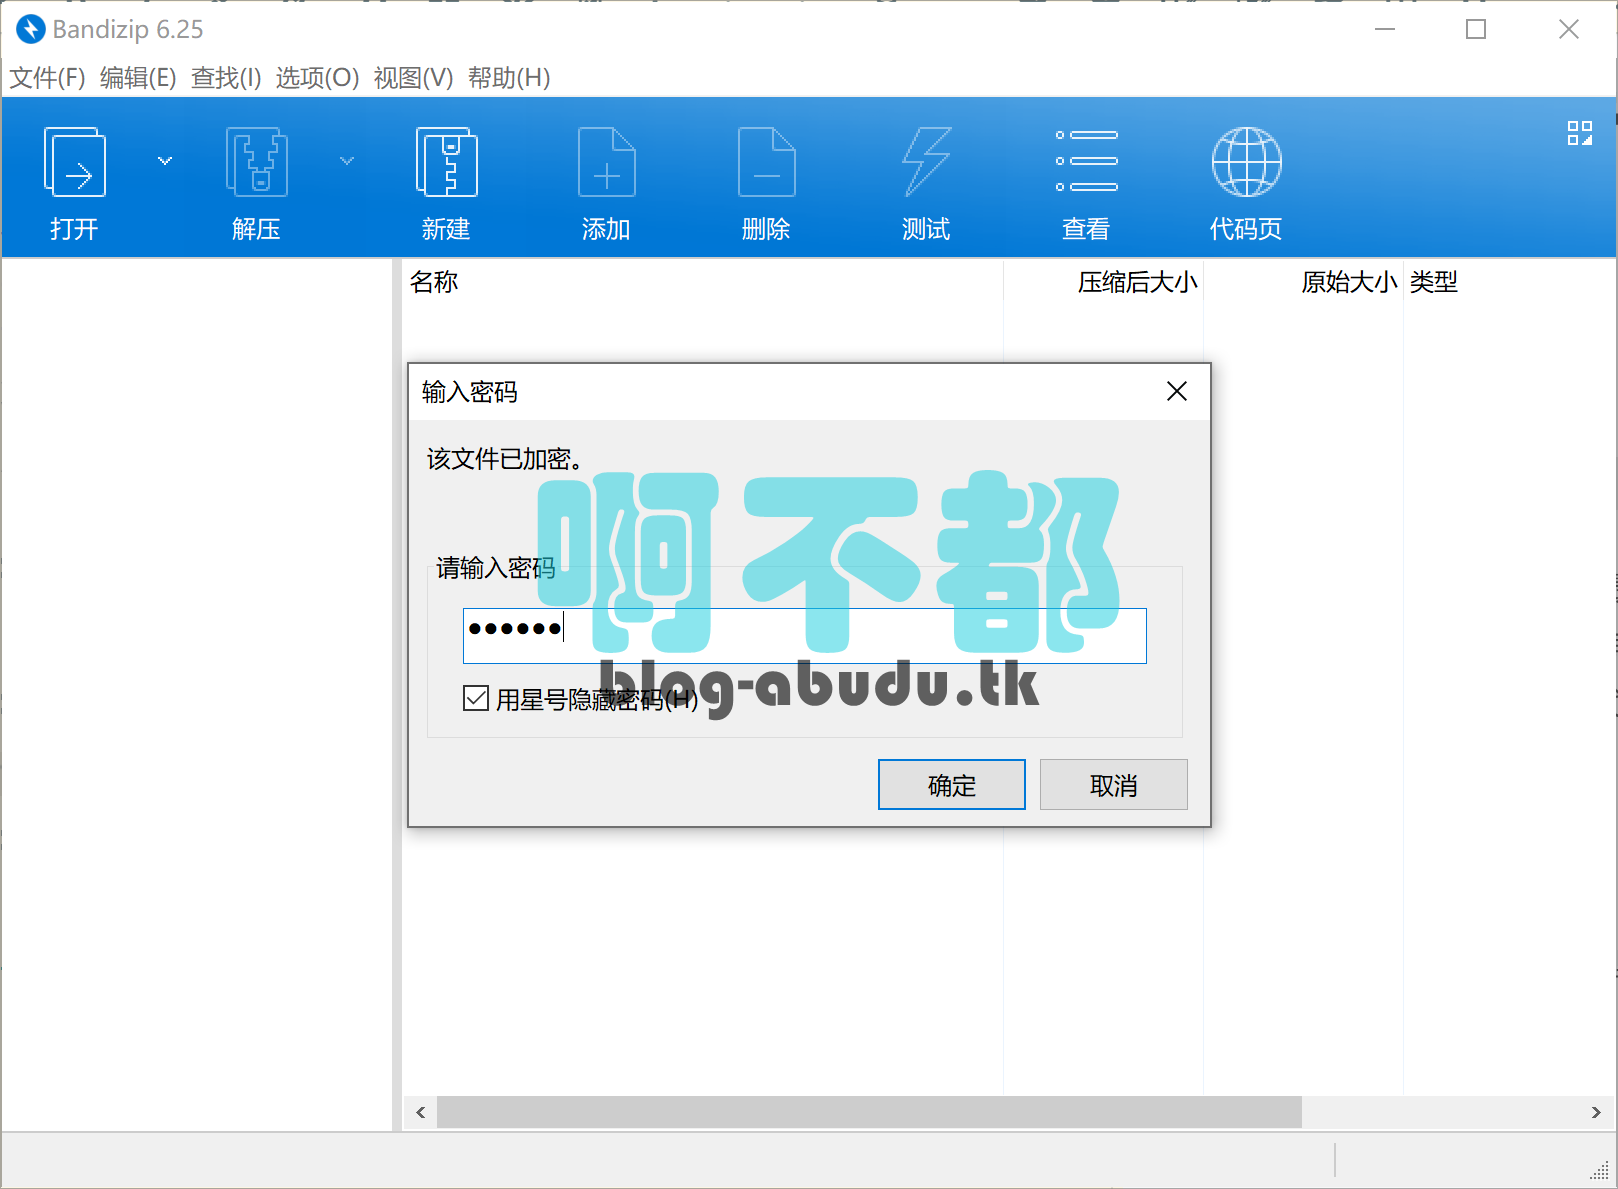 Bandizip 6.25
文件(F) 编辑(E) 查找(I) 选项(O) 视图(V) 帮助(H)
打开 解压 新建 添加 删除 测试 查看 代码页
名称 压缩后大小 原始大小 类型
输入密码
该文件已加密。
啊不都
请输入密码
••••••
blog-abudu.tk
用星号隐藏密码(H)
确定 取消